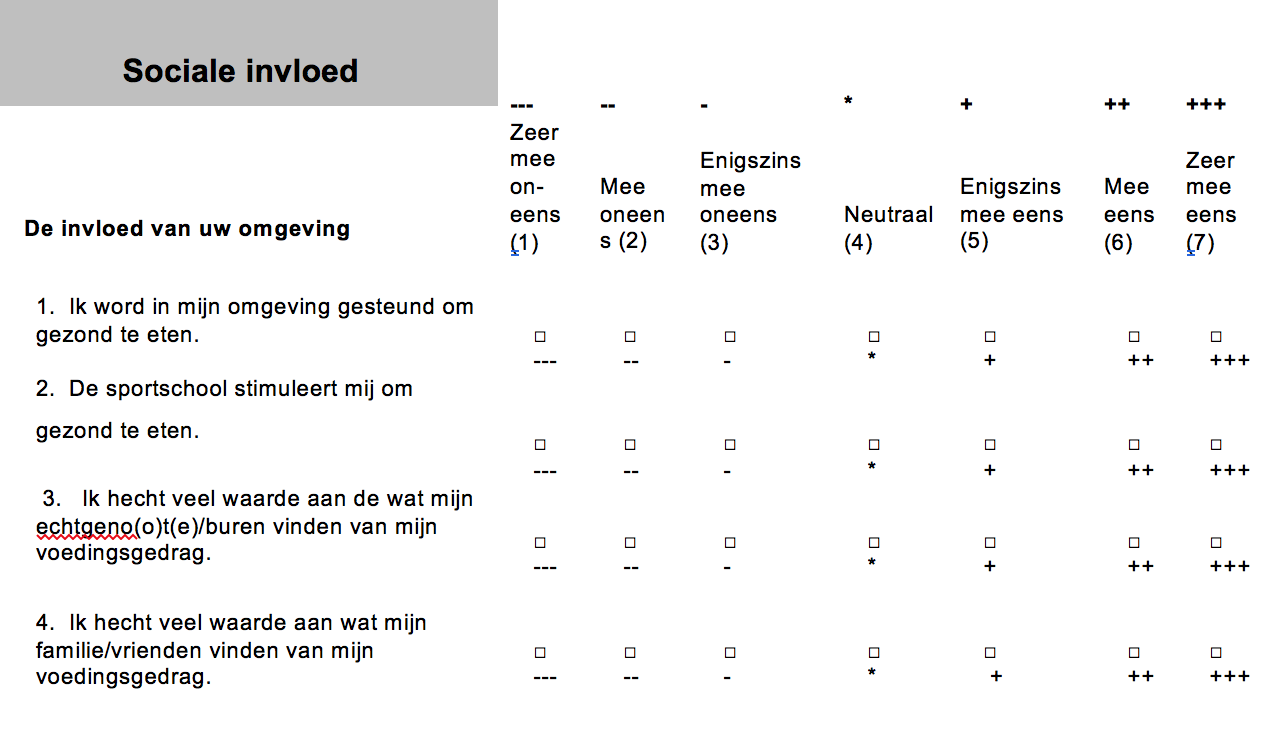 Sociale invloed
--- -- - * + ++ +++
De invloed van uw omgeving
Zeer
mee
on-
eens
(1)
Mee
oneen
s (2)
Enigszins
mee
oneens
(3)
Neutraal
(4)
Enigszins
mee eens
(5)
Mee
eens
(6)
Zeer
mee
eens
(7)
1. Ik word in mijn omgeving gesteund om
gezond te eten.
□ □ □ □ □ □ □
--- -- - * + ++ +++
2. De sportschool stimuleert mij om
gezond te eten.
□ □ □ □ □ □ □
--- -- - * + ++ +++
3. Ik hecht veel waarde aan de wat mijn
echtgeno(o)t(e)/buren vinden van mijn
voedingsgedrag.
□ □ □ □ □ □ □
--- -- - * + ++ +++
4. Ik hecht veel waarde aan wat mijn
familie/vrienden vinden van mijn
voedingsgedrag.
□ □ □ □ □ □ □
--- -- - * + ++ +++